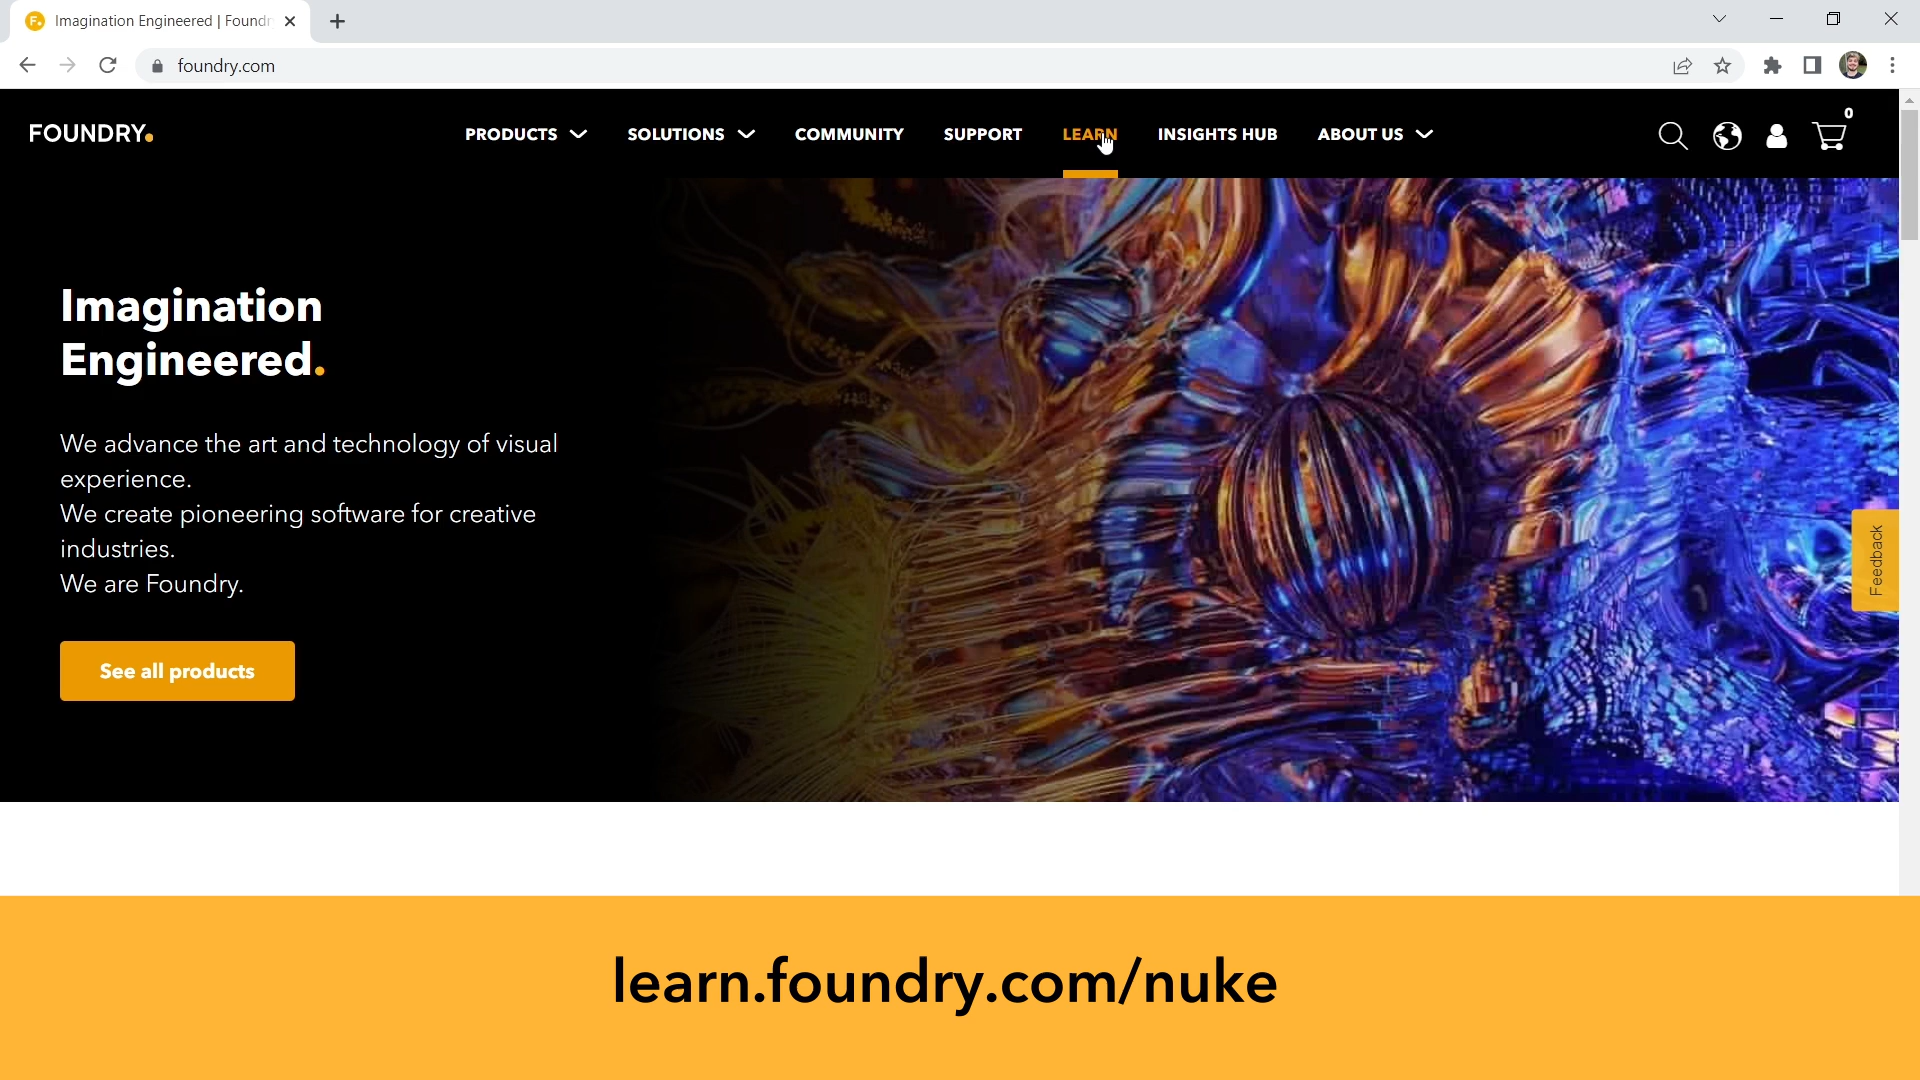 Imagination Engineered | Found
foundry.com
FOUNDRY.
PRODUCTS
SOLUTIONS
COMMUNITY
SUPPORT
LEARN
INSIGHTS HUB
ABOUT US
0
Imagination
Engineered.
We advance the art and technology of visual
experience.
We create pioneering software for creative
industries.
We are Foundry.
See all products
Feedback
learn.foundry.com/nuke